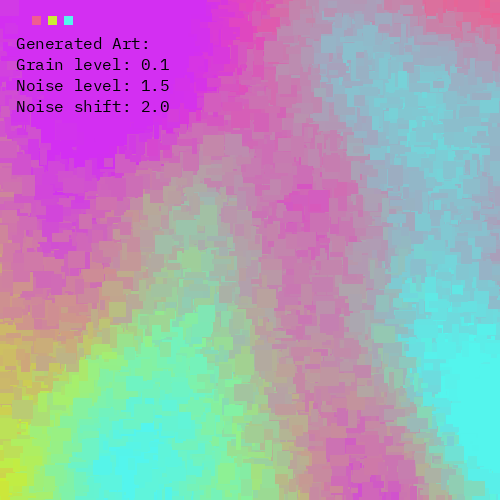 Generated Art:
Grain level: 0.1
Noise level: 1.5
Noise shift: 2.0